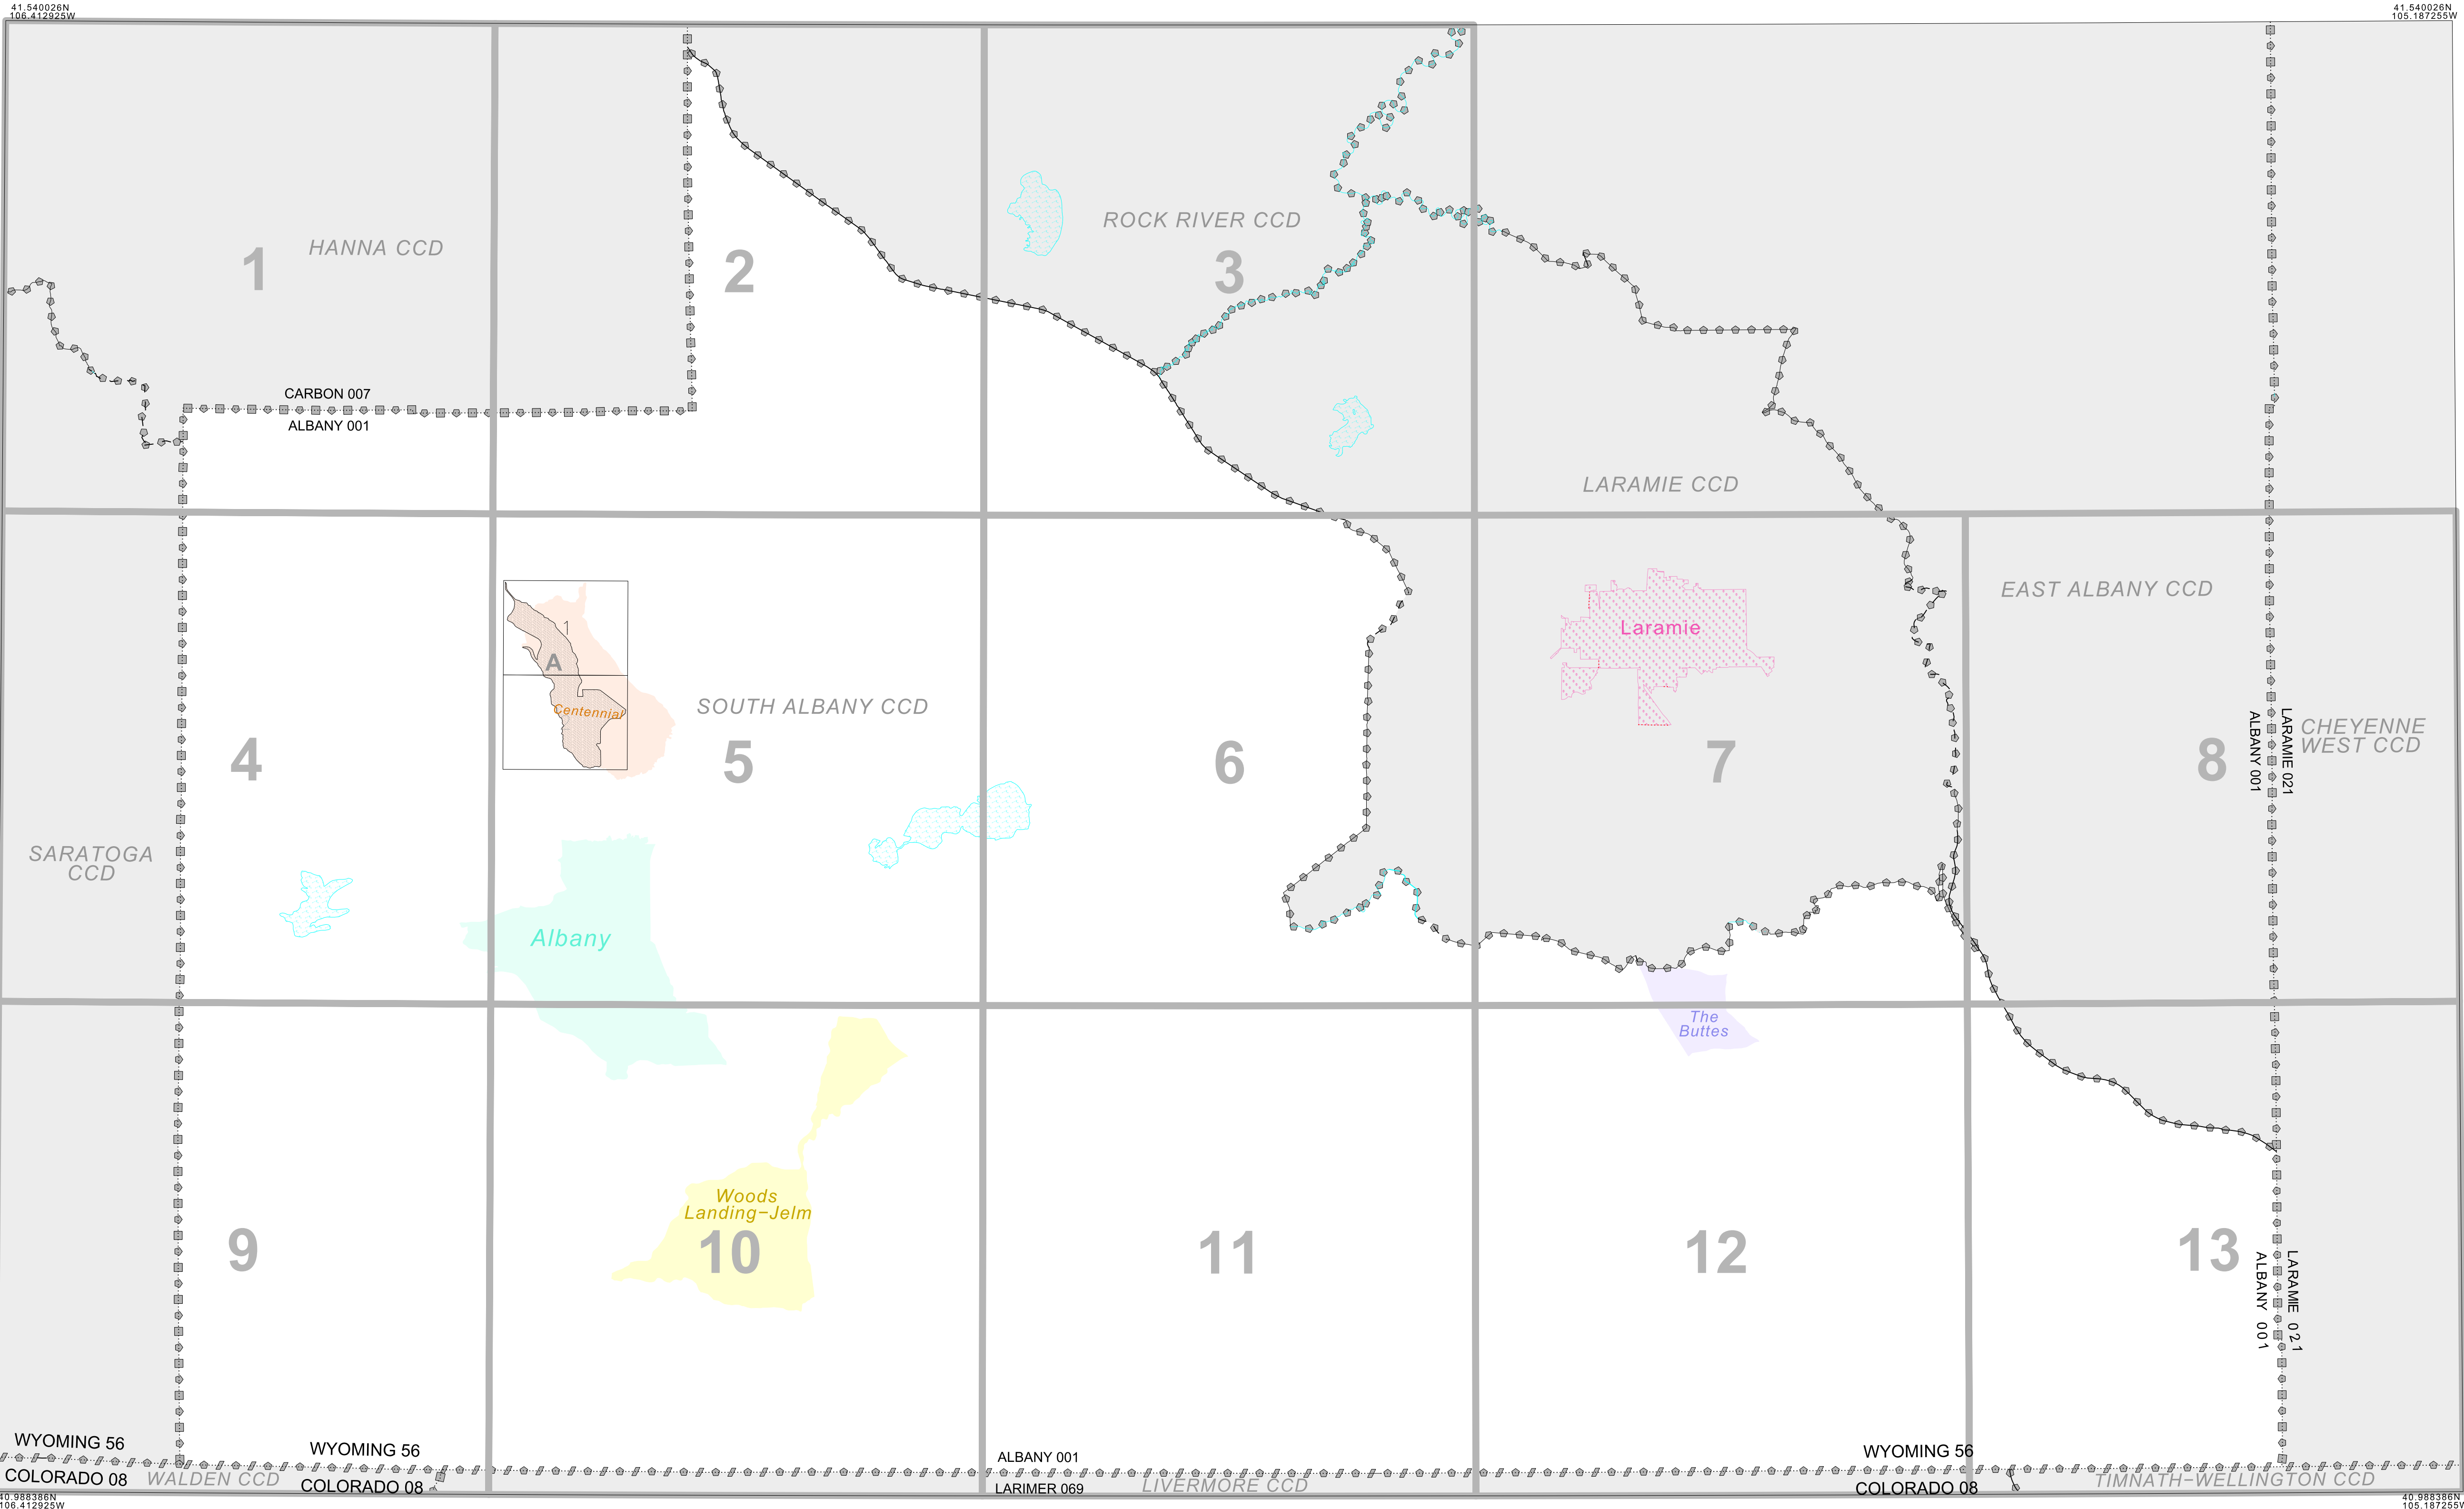 41.540026N
106.412925W
41.540026N
105.187255W
ROCK RIVER CCD
HANNA CCD
1
2
3
CARBON 007
ALBANY 001
LARAMIE CCD
EAST ALBANY CCD
1
Laramie
A
SOUTH ALBANY CCD
Centennial
LARAMIE 021
ALBANY 001
CHEYENNE
WEST CCD
4
5
6
7
8
SARATOGA
CCD
Albany
The
Buttes
Woods
Landing-Jelm
9
10
11
12
13
LARAMIE 021
ALBANY 001
WYOMING 56
COLORADO 08
WALDEN CCD
WYOMING 56
COLORADO 08
ALBANY 001
LARIMER 069
LIVERMORE CCD
WYOMING 56
COLORADO 08
TIMNATH-WELLINGTON CCD
40.988386N
106.412925W
40.988386N
105.187255W